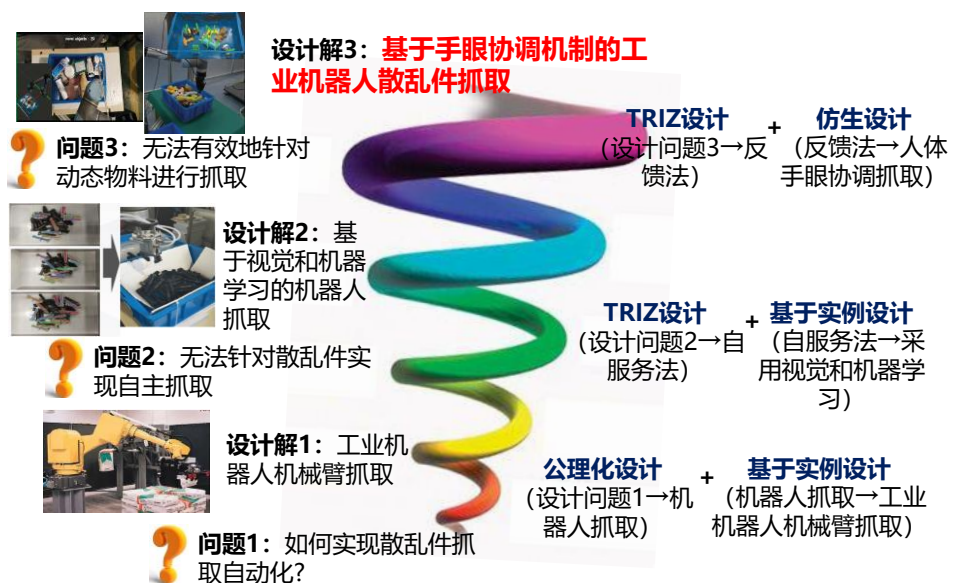 设计解3：基于手眼协调机制的工
业机器人散乱件抓取
TRIZ设计
（设计问题3→反
馈法）
+
仿生设计
（反馈法→人体
手眼协调抓取）
问题3：无法有效地针对
动态物料进行抓取
设计解2：基
于视觉和机器
学习的机器人
抓取
TRIZ设计
（设计问题2→自
服务法）
+
基于实例设计
（自服务法→采
用视觉和机器学
习）
问题2：无法针对散乱件实
现自主抓取
设计解1：工业机
器人机械臂抓取
公理化设计
（设计问题1→机
器人抓取）
+
基于实例设计
（机器人抓取→工业
机器人机械臂抓取）
问题1：如何实现散乱件抓
取自动化?